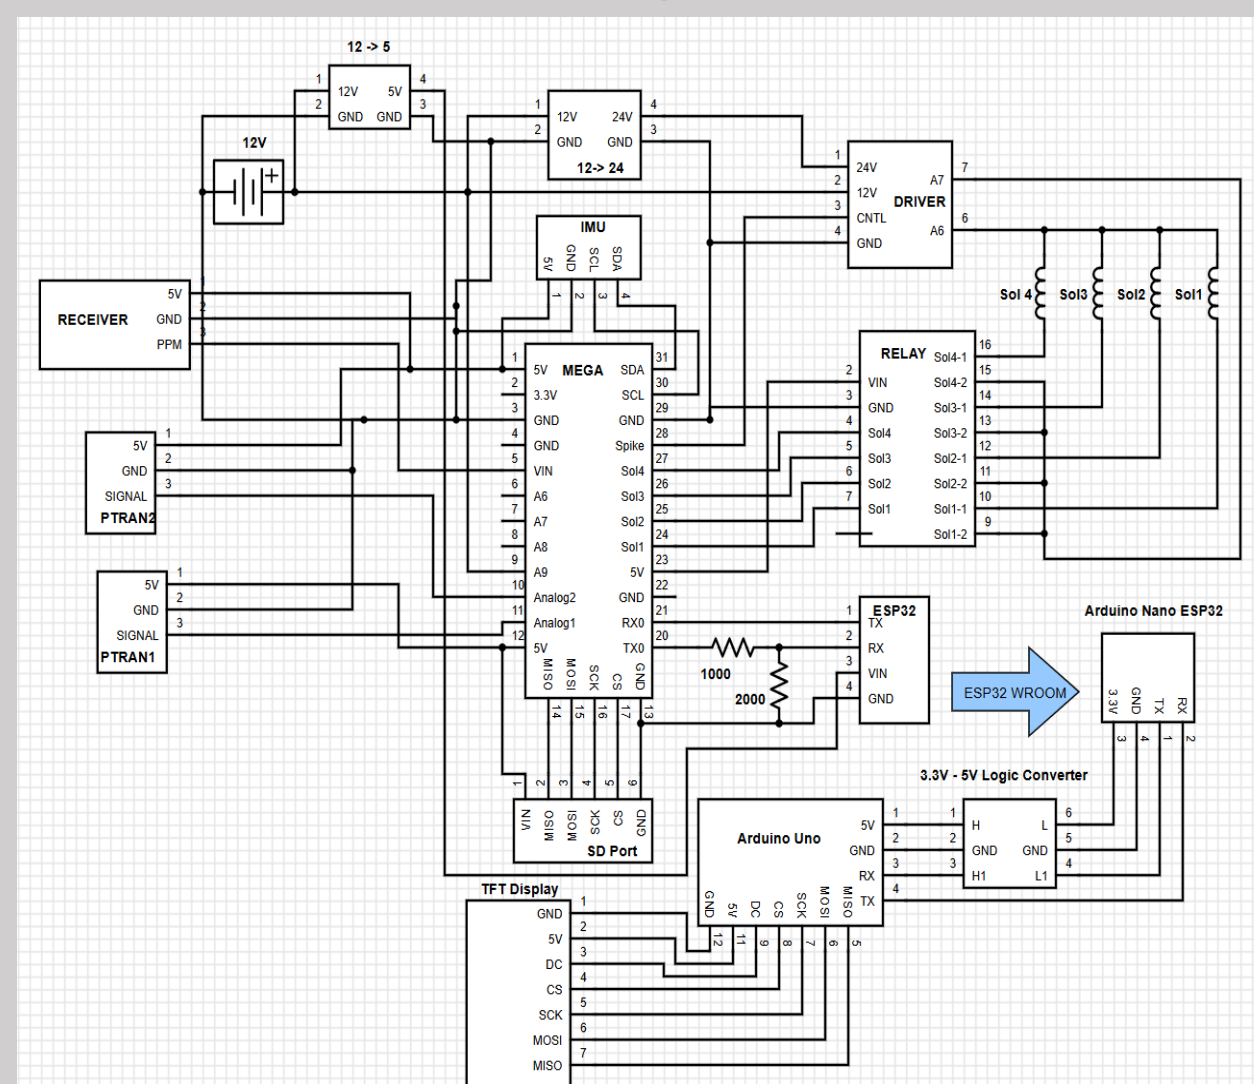 12 -> 5
1 12V 5V 4
2 GND GND 3
12V
+
1 12V 24V 4
2 GND GND 3
12-> 24
1 24V
2 12V
3 CNTL
4 GND
DRIVER
A7 7
A6 6
IMU
5V GND SCL SDA
1 2 3 4
Sol 4 Sol3 Sol2 Sol1
RECEIVER
5V 1
GND 2
PPM 3
MEGA
1 5V
2 3.3V
3 GND
4 GND
5 VIN
6 A6
7 A7
8 A8
9 A9
10 Analog2
11 Analog1
12 5V
SDA 31
SCL 30
GND 29
Spike 28
Sol4 27
Sol3 26
Sol2 25
Sol1 24
5V 23
GND 22
RX0 21
TX0 20
MISO MOSI SCK CS GND
14 15 16 17 13
RELAY
2 VIN
3 GND
4 Sol4
5 Sol3
6 Sol2
7 Sol1
Sol4-1 16
Sol4-2 15
Sol3-1 14
Sol3-2 13
Sol2-1 12
Sol2-2 11
Sol1-1 10
Sol1-2 9
5V 1
GND 2
SIGNAL 3
PTRAN2
5V 1
GND 2
SIGNAL 3
PTRAN1
1000
2000
ESP32
1 TX
2 RX
3 VIN
4 GND
ESP32 WROOM
Arduino Nano ESP32
3.3V GND TX RX
3 4 1 2
3.3V - 5V Logic Converter
1 H L 6
2 GND GND 5
3 H1 L1 4
1 2 3 4 5 6
VIN MISO MOSI SCK CS GND
SD Port
Arduino Uno
5V 1
GND 2
RX 3
TX 4
GND 5V DC CS SCK MOSI MISO
12 11 9 8 7 6 5
TFT Display
GND 1
5V 2
DC 3
CS 4
SCK 5
MOSI 6
MISO 7